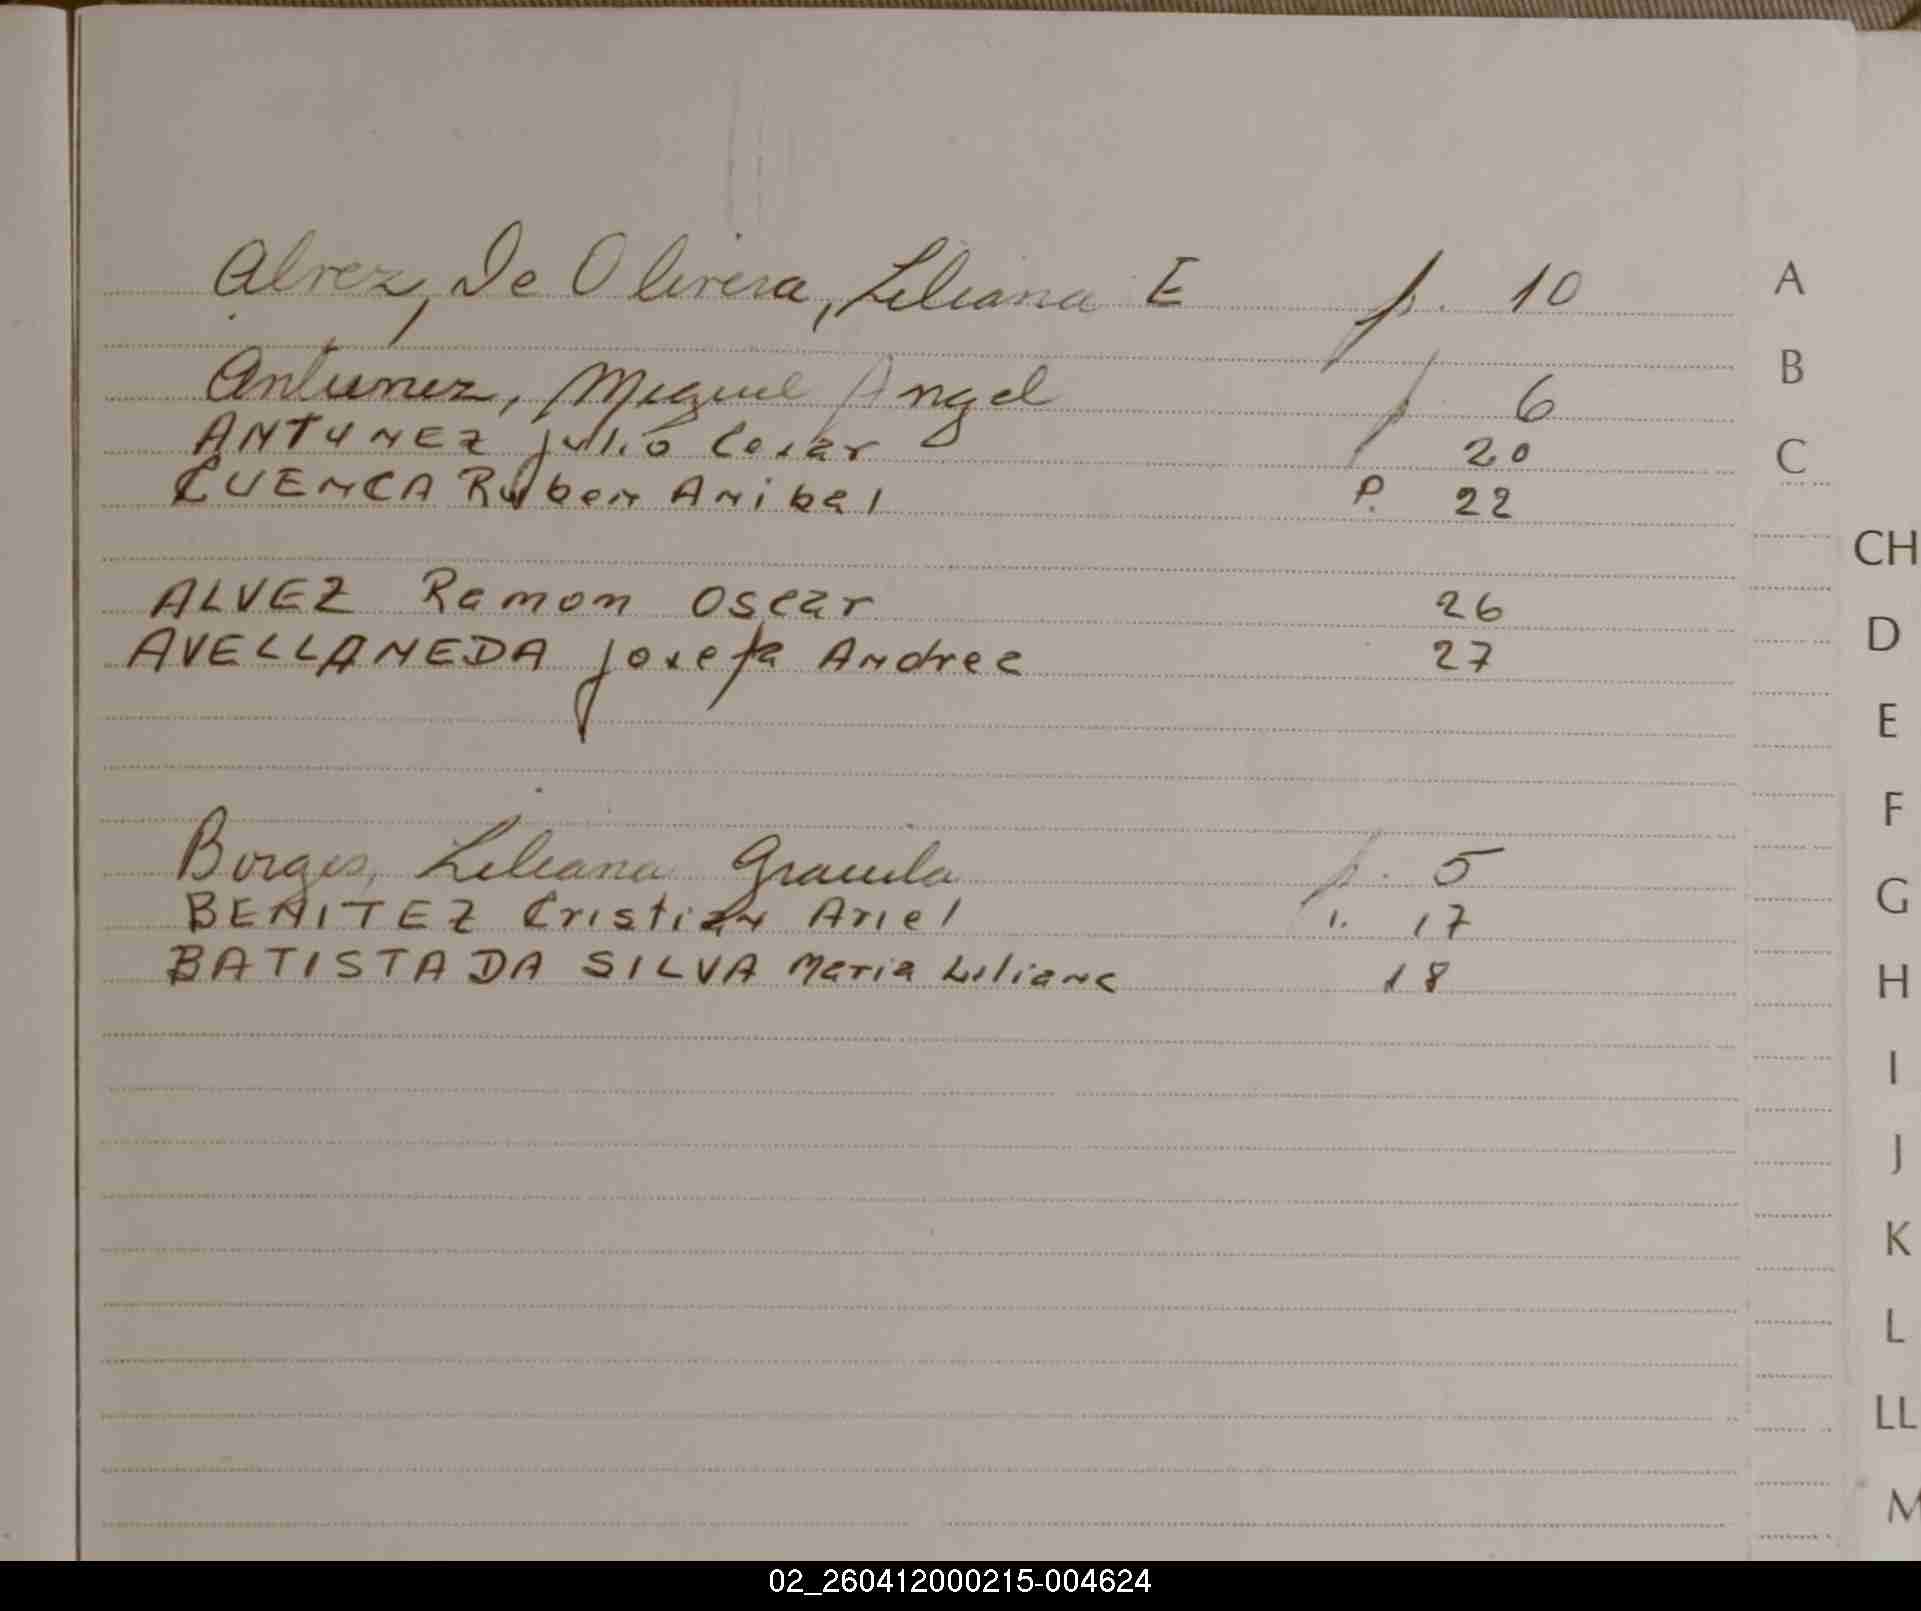 Alvez, De Olivera, Liliana E p. 10
Antunez, Miguel Angel p. 6
ANTUNEZ Julio Cesar 20
CUENCA Ruben Anibal P. 22
ALVEZ Ramon Oscar 26
AVELLANEDA Josefa Andrea 27
Borges, Liliana Graciela p. 5
BENITEZ Cristian Ariel 17
BATISTA DA SILVA Maria Liliana 18
A
B
C
CH
D
E
F
G
H
I
J
K
L
LL
M
02_260412000215-004624